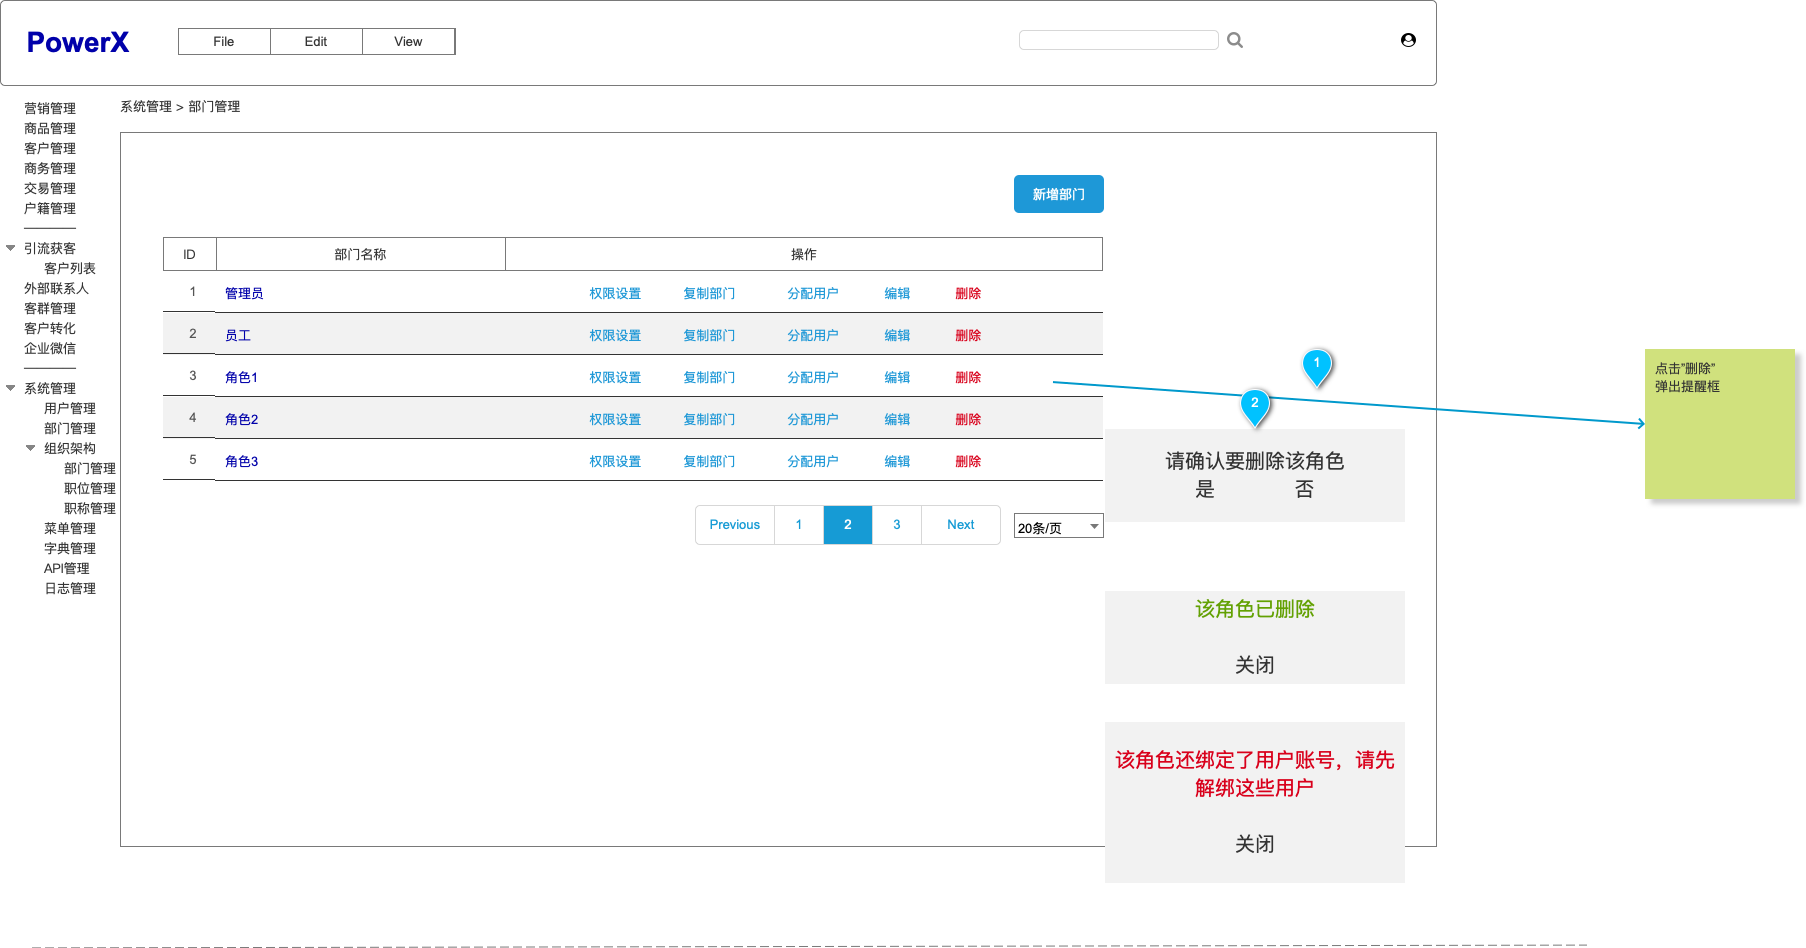 PowerX
File Edit View
系统管理 > 部门管理
营销管理
商品管理
客户管理
商务管理
交易管理
户籍管理
引流获客
客户列表
外部联系人
客群管理
客户转化
企业微信
系统管理
用户管理
部门管理
组织架构
部门管理
职位管理
职称管理
菜单管理
字典管理
API管理
日志管理
新增部门
ID 部门名称 操作
1 管理员 权限设置 复制部门 分配用户 编辑 删除
2 员工 权限设置 复制部门 分配用户 编辑 删除
3 角色1 权限设置 复制部门 分配用户 编辑 删除
4 角色2 权限设置 复制部门 分配用户 编辑 删除
5 角色3 权限设置 复制部门 分配用户 编辑 删除
Previous 1 2 3 Next 20条/页
1
2
请确认要删除该角色
是 否
该角色已删除
关闭
该角色还绑定了用户账号，请先
解绑这些用户
关闭
点击”删除”
弹出提醒框